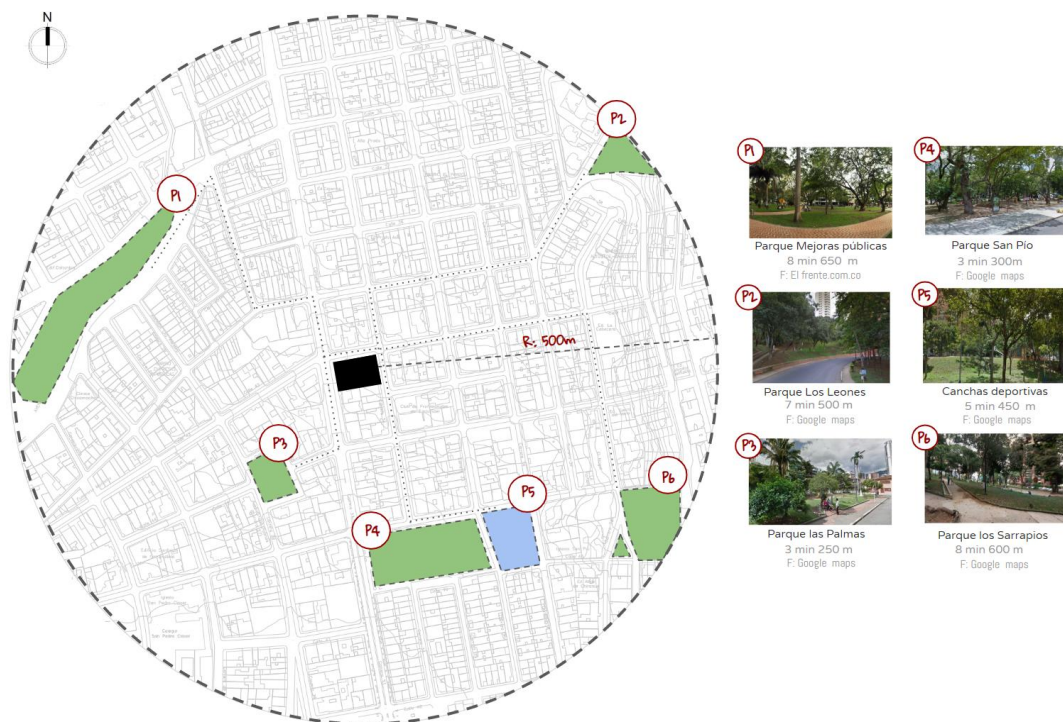 N
P1
P2
P3
P4
P5
P6
R: 500m
P1
Parque Mejoras públicas
8 min 650 m
F: El frente.com.co
P4
Parque San Pío
3 min 300m
F: Google maps
P2
Parque Los Leones
7 min 500 m
F: Google maps
P5
Canchas deportivas
5 min 450 m
F: Google maps
P3
Parque las Palmas
3 min 250 m
F: Google maps
P6
Parque los Sarrapios
8 min 600 m
F: Google maps